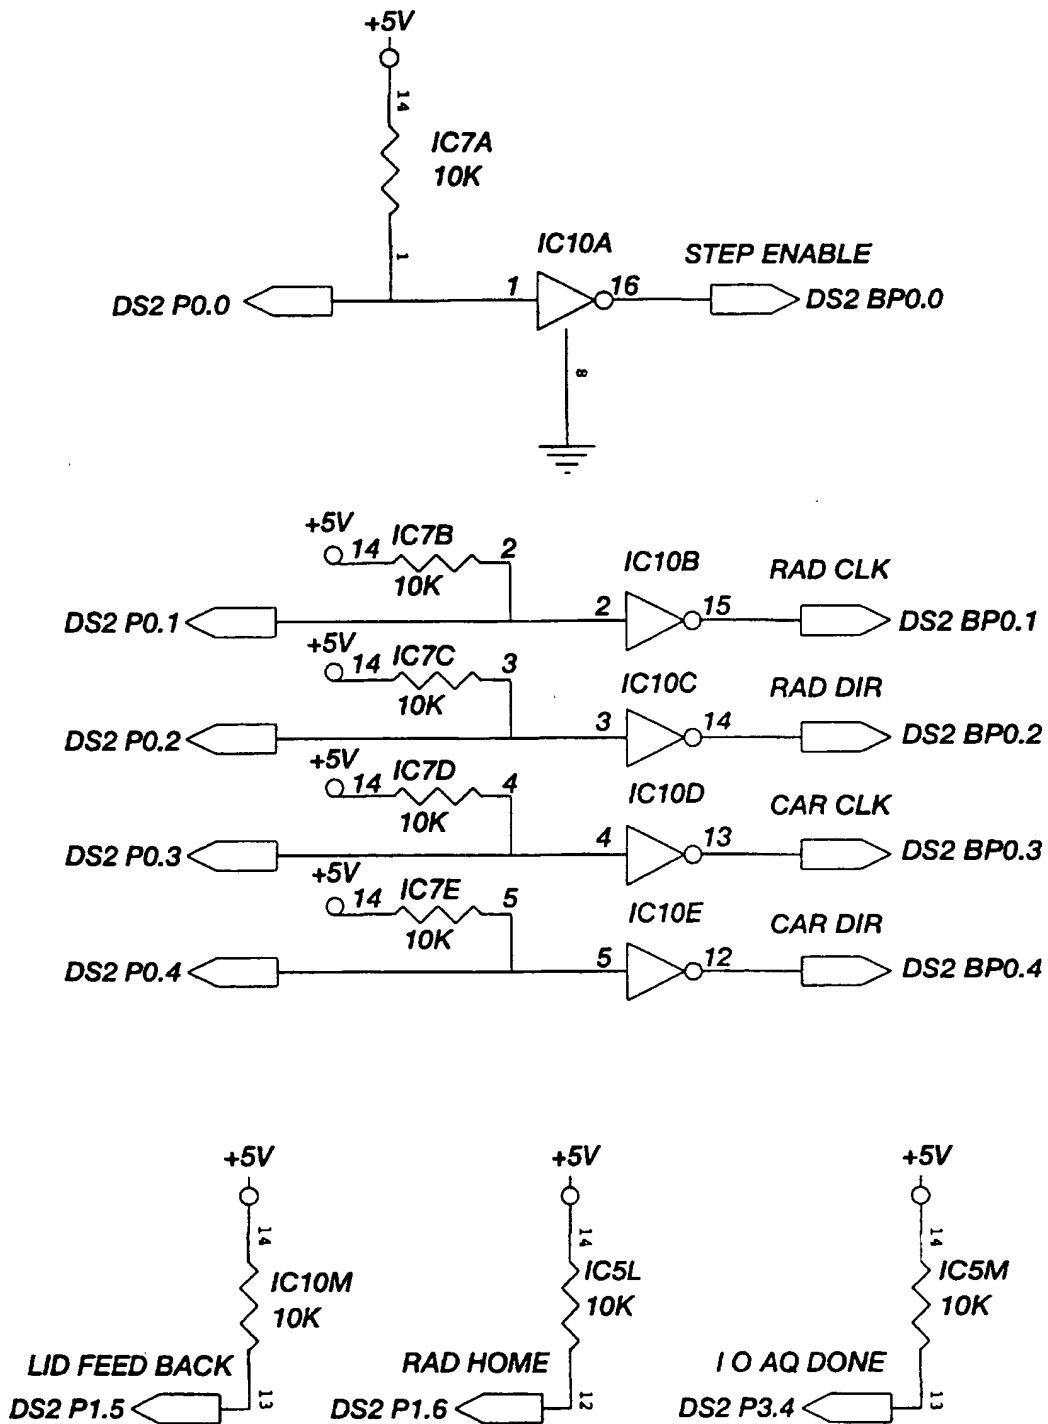 +5V
14
IC7A
10K
1
IC10A
STEP ENABLE
DS2 P0.0
1
16
DS2 BP0.0
8
+5V
14
IC7B
2
10K
IC10B
RAD CLK
DS2 P0.1
2
15
DS2 BP0.1
+5V
14
IC7C
3
10K
IC10C
RAD DIR
DS2 P0.2
3
14
DS2 BP0.2
+5V
14
IC7D
4
10K
IC10D
CAR CLK
DS2 P0.3
4
13
DS2 BP0.3
+5V
14
IC7E
5
10K
IC10E
CAR DIR
DS2 P0.4
5
12
DS2 BP0.4
+5V
14
IC10M
10K
LID FEED BACK
DS2 P1.5
13
+5V
14
IC5L
10K
RAD HOME
DS2 P1.6
12
+5V
14
IC5M
10K
I O AQ DONE
DS2 P3.4
13